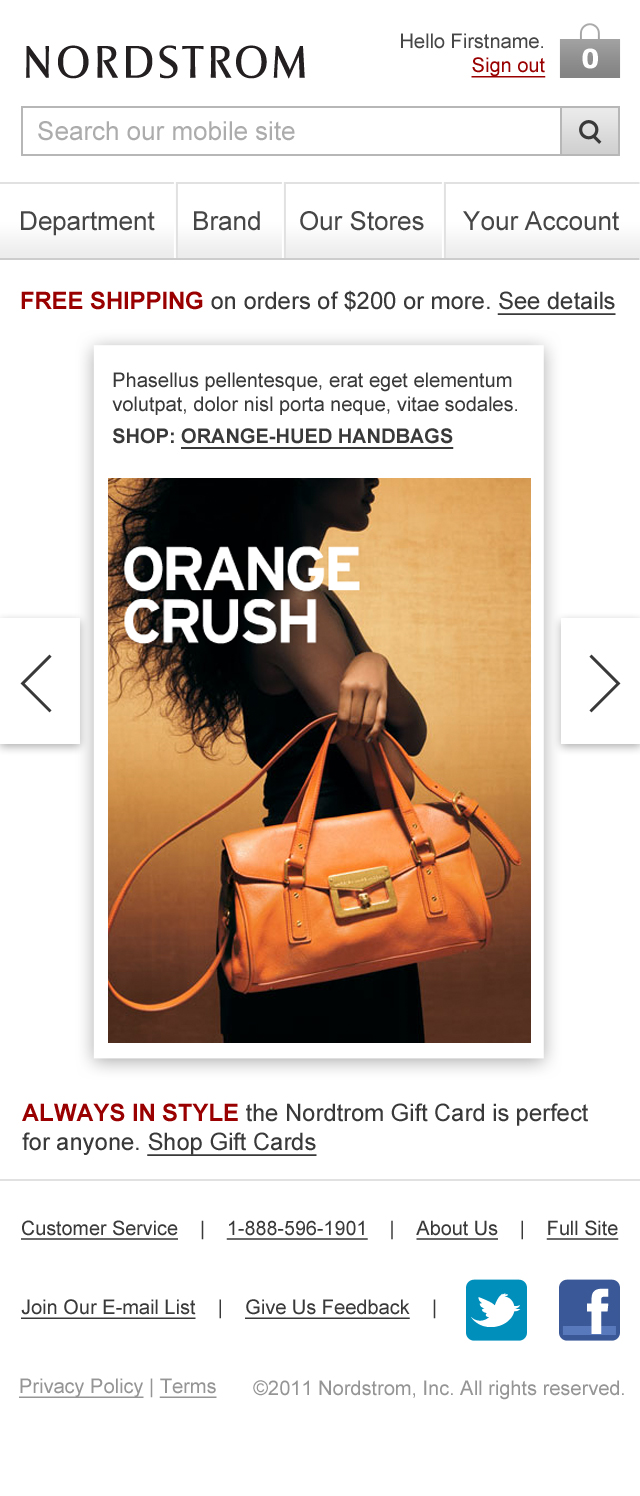 NORDSTROM
Hello Firstname.
Sign out
0
Search our mobile site
Department
Brand
Our Stores
Your Account
FREE SHIPPING on orders of $200 or more. See details
Phasellus pellentesque, erat eget elementum
volutpat, dolor nisl porta neque, vitae sodales.
SHOP: ORANGE-HUED HANDBAGS
ORANGE
CRUSH
ALWAYS IN STYLE the Nordtrom Gift Card is perfect
for anyone. Shop Gift Cards
Customer Service | 1-888-596-1901 | About Us | Full Site
Join Our E-mail List | Give Us Feedback |
Privacy Policy | Terms ©2011 Nordstrom, Inc. All rights reserved.